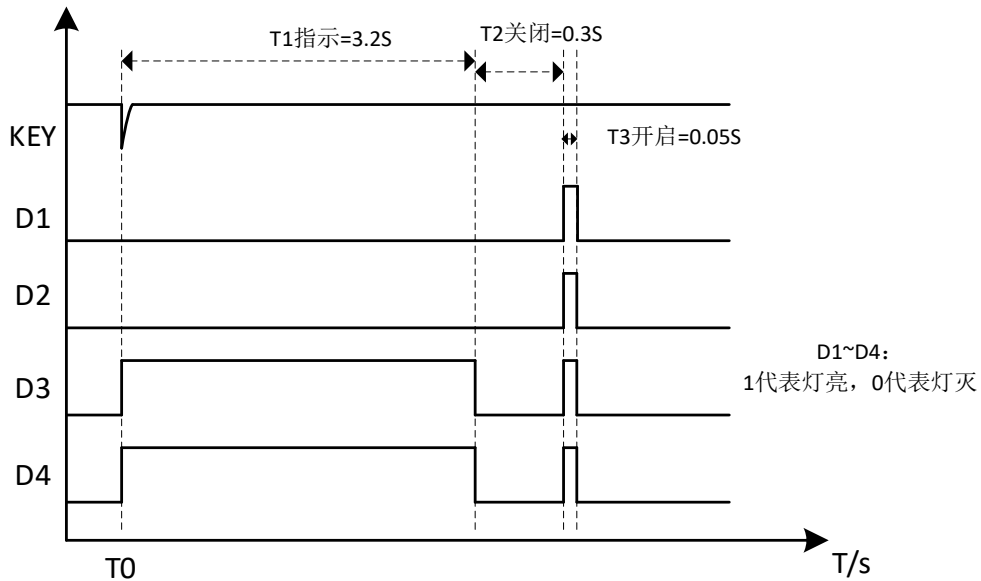 T1指示=3.2S
T2关闭=0.3S
KEY
T3开启=0.05S
D1
D2
D3
D1~D4：
1代表灯亮，0代表灯灭
D4
T0
T/s